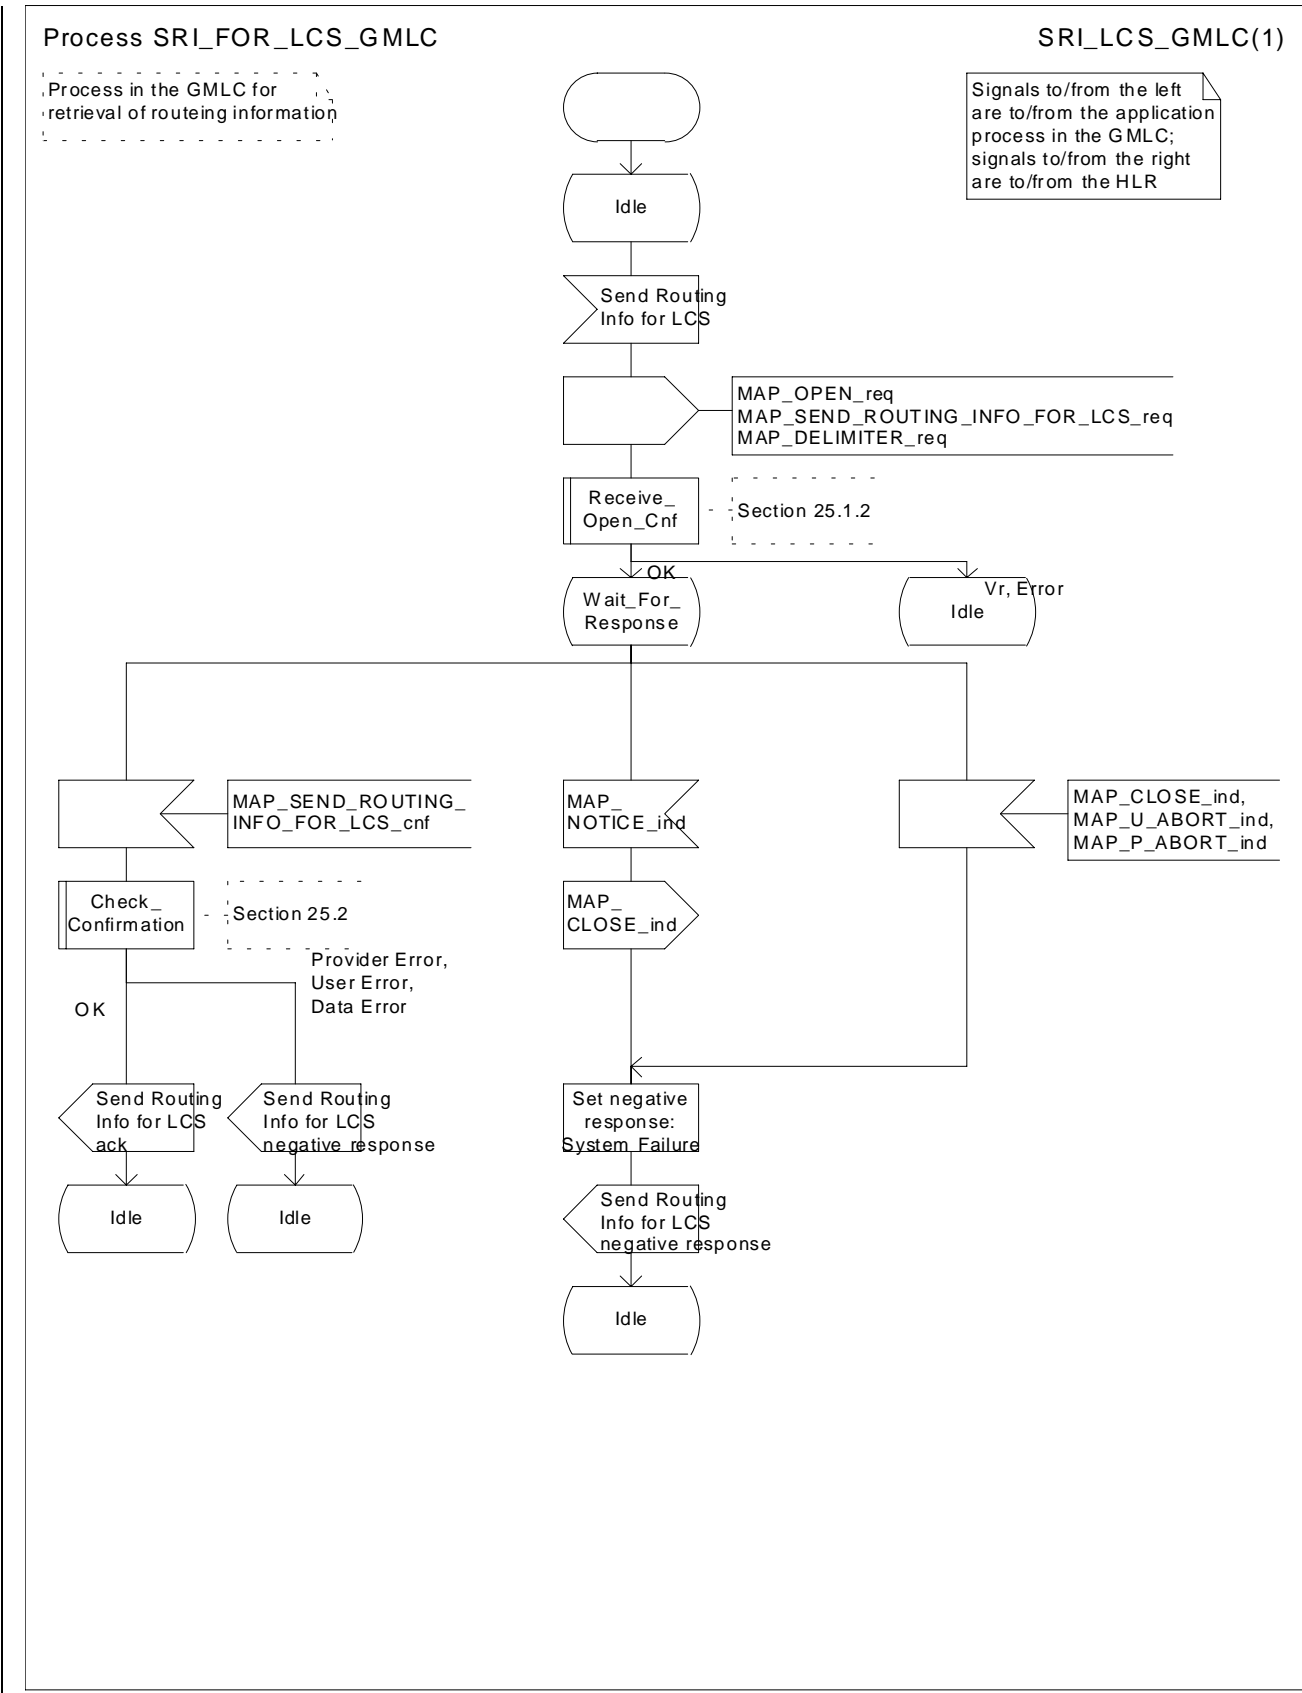 Process SRI_FOR_LCS_GMLC
SRI_LCS_GMLC(1)
Process in the GMLC for
retrieval of routeing information
Signals to/from the left
are to/from the application
process in the GMLC;
signals to/from the right
are to/from the HLR
Idle
Send Routing
Info for LCS
MAP_OPEN_req
MAP_SEND_ROUTING_INFO_FOR_LCS_req
MAP_DELIMITER_req
Receive_
Open_Cnf
Section 25.1.2
OK
Vr, Error
Wait_For_
Response
Idle
MAP_SEND_ROUTING_
INFO_FOR_LCS_cnf
MAP_
NOTICE_ind
MAP_CLOSE_ind,
MAP_U_ABORT_ind,
MAP_P_ABORT_ind
Check_
Confirmation
Section 25.2
MAP_
CLOSE_ind
Provider Error,
User Error,
Data Error
OK
Send Routing
Info for LCS
ack
Send Routing
Info for LCS
negative response
Set negative
response:
System Failure
Idle
Idle
Send Routing
Info for LCS
negative response
Idle